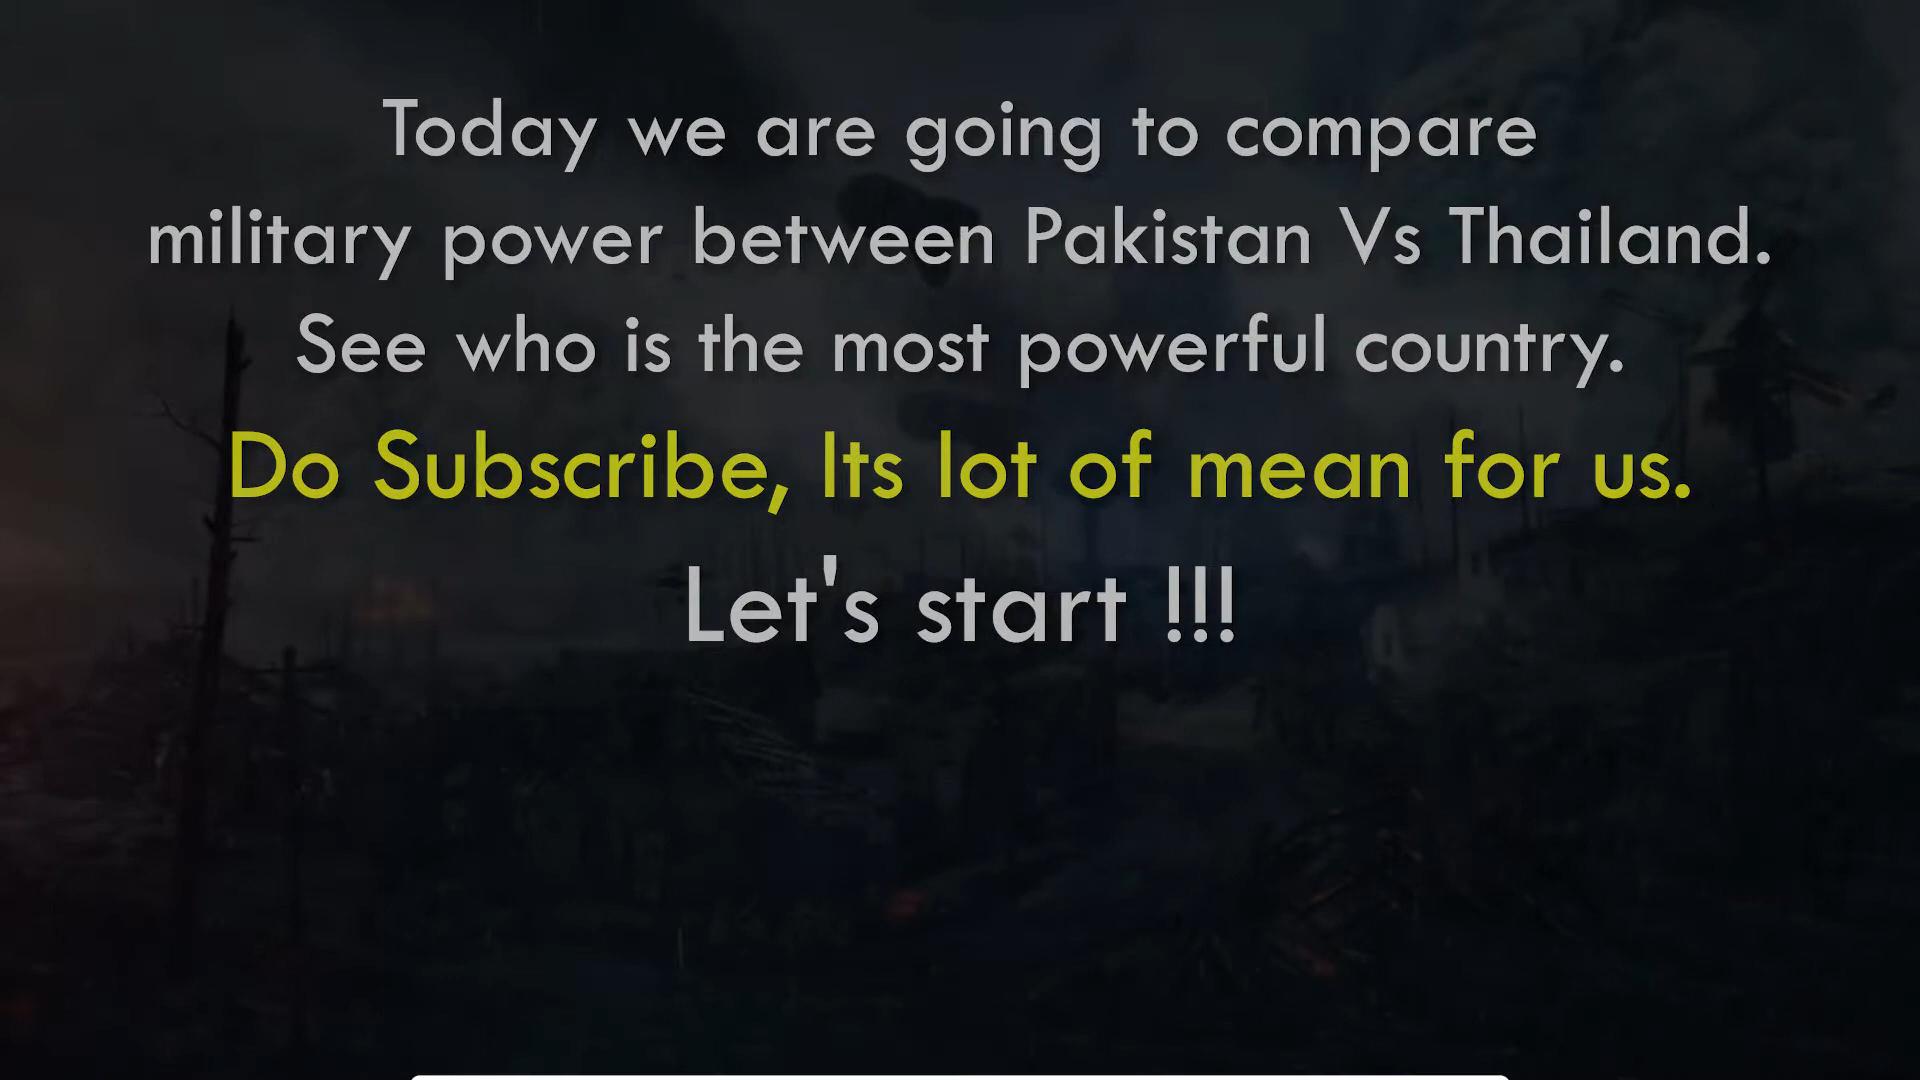 Today we are going to compare
military power between Pakistan Vs Thailand.
See who is the most powerful country.
Do Subscribe, Its lot of mean for us.
Let's start !!!